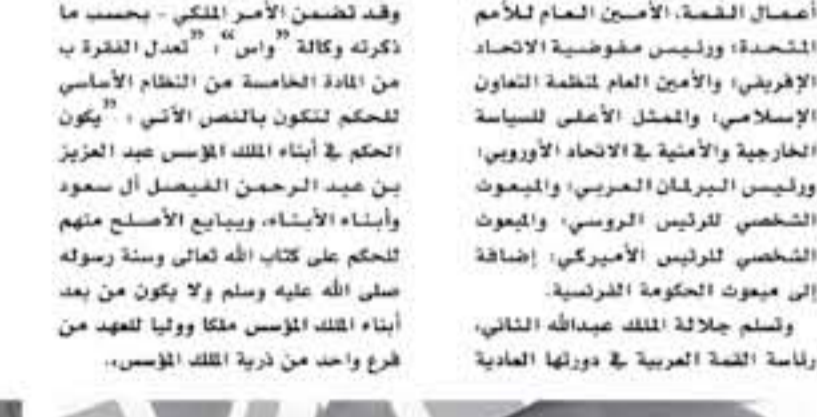 أعمال القمة، الأمين العام للأمم
المتحدة؛ ورئيس مفوضية الاتحاد
الإفريقي؛ والأمين العام لمنظمة التعاون
الإسلامي؛ والممثل الأعلى للسياسة
الخارجية والأمنية في الاتحاد الأوروبي؛
ورئيس البرلمان العربي؛ والمبعوث
الشخصي للرئيس الروسي؛ والمبعوث
الشخصي للرئيس الأميركي؛ إضافة
إلى مبعوث الحكومة الفرنسية.
وتسلم جلالة الملك عبدالله الثاني،
رئاسة القمة العربية في دورتها العادية
وقد تضمن الأمر الملكي - بحسب ما
ذكرته وكالة "واس"، "تعدل الفقرة ب
من المادة الخامسة من النظام الأساسي
للحكم لتكون بالنص الآتي، "يكون
الحكم في أبناء الملك المؤسس عبد العزيز
بن عبد الرحمن الفيصل آل سعود
وأبناء الأبناء، ويبايع الأصلح منهم
للحكم على كتاب الله تعالى وسنة رسوله
صلى الله عليه وسلم ولا يكون من بعد
أبناء الملك المؤسس ملكا ووليا للعهد من
فرع واحد من ذرية الملك المؤسس».